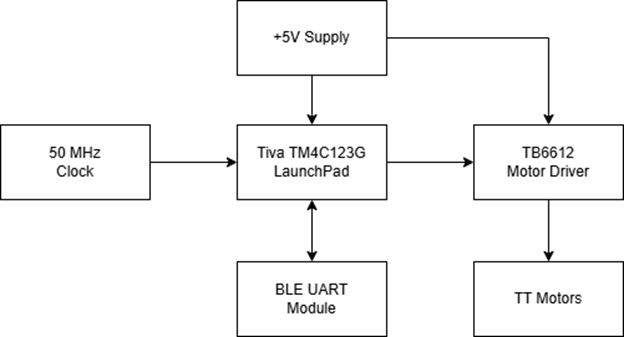 +5V Supply
50 MHz
Clock
Tiva TM4C123G
LaunchPad
TB6612
Motor Driver
BLE UART
Module
TT Motors